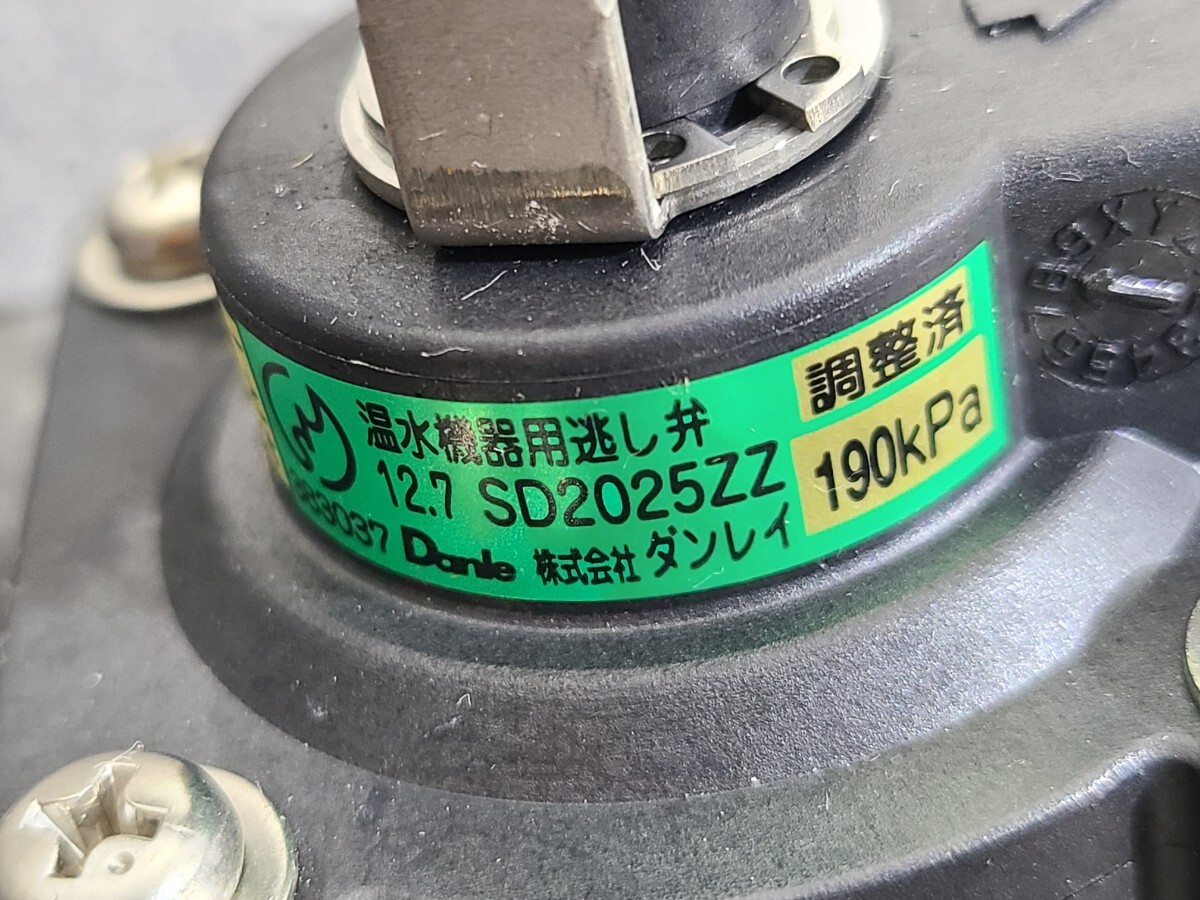 温水機器用逃し弁
12.7 SD2025ZZ
Danle 株式会社 ダンレイ
調整済
190kPa